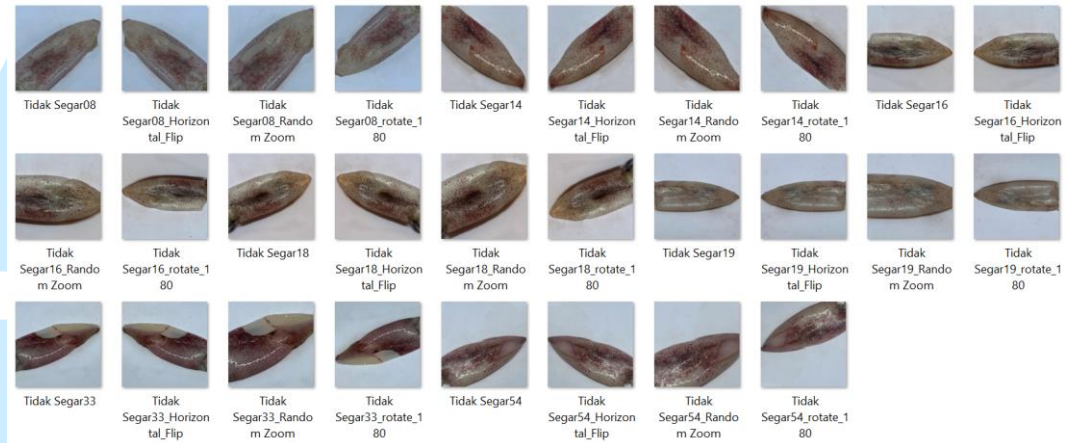 Tidak Segar08
Tidak
Segar08_Horizon
tal_Flip
Tidak
Segar08_Rando
m Zoom
Tidak
Segar08_rotate_1
80
Tidak Segar14
Tidak
Segar14_Horizon
tal_Flip
Tidak
Segar14_Rando
m Zoom
Tidak
Segar14_rotate_1
80
Tidak Segar16
Tidak
Segar16_Horizon
tal_Flip
Tidak
Segar16_Rando
m Zoom
Tidak
Segar16_rotate_1
80
Tidak Segar18
Tidak
Segar18_Horizon
tal_Flip
Tidak
Segar18_Rando
m Zoom
Tidak
Segar18_rotate_1
80
Tidak Segar19
Tidak
Segar19_Horizon
tal_Flip
Tidak
Segar19_Rando
m Zoom
Tidak
Segar19_rotate_1
80
Tidak Segar33
Tidak
Segar33_Horizon
tal_Flip
Tidak
Segar33_Rando
m Zoom
Tidak
Segar33_rotate_1
80
Tidak Segar54
Tidak
Segar54_Horizon
tal_Flip
Tidak
Segar54_Rando
m Zoom
Tidak
Segar54_rotate_1
80